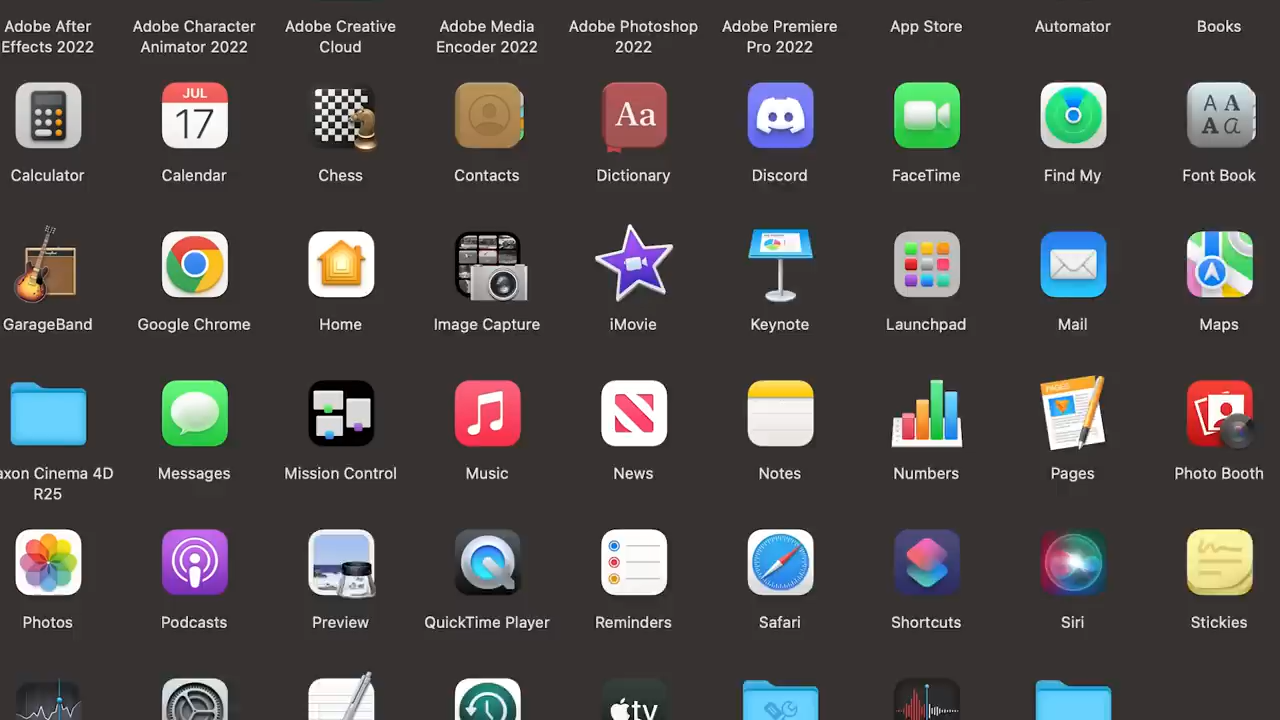 Adobe After
Effects 2022
Adobe Character
Animator 2022
Adobe Creative
Cloud
Adobe Media
Encoder 2022
Adobe Photoshop
2022
Adobe Premiere
Pro 2022
App Store
Automator
Books
JUL
17
Aa
A A
A a
Calculator
Calendar
Chess
Contacts
Dictionary
Discord
FaceTime
Find My
Font Book
GarageBand
Google Chrome
Home
Image Capture
iMovie
Keynote
Launchpad
Mail
Maps
PAGES
axon Cinema 4D
R25
Messages
Mission Control
Music
News
Notes
Numbers
Pages
Photo Booth
Photos
Podcasts
Preview
QuickTime Player
Reminders
Safari
Shortcuts
Siri
Stickies
tv